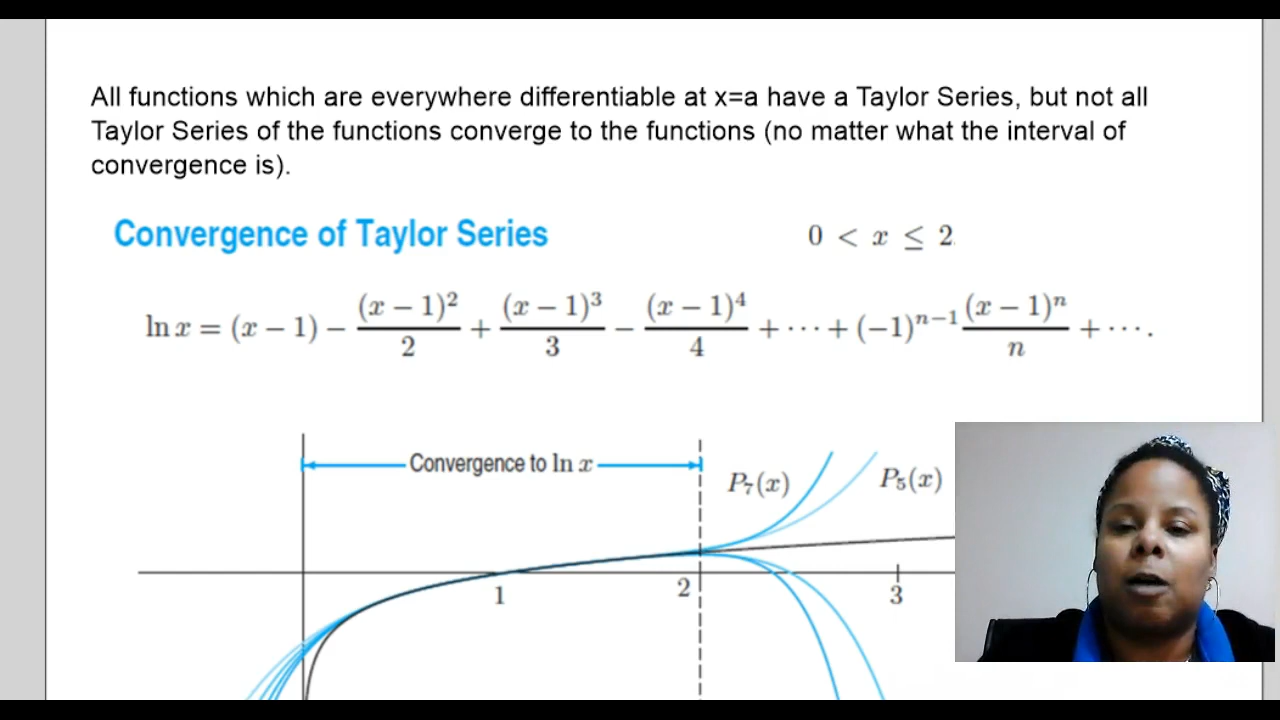 All functions which are everywhere differentiable at x=a have a Taylor Series, but not all
Taylor Series of the functions converge to the functions (no matter what the interval of
convergence is).
Convergence of Taylor Series
0 < x ≤ 2
ln x = (x − 1) − (x − 1)²/2 + (x − 1)³/3 − (x − 1)⁴/4 + ⋯ + (−1)ⁿ⁻¹ (x − 1)ⁿ/n + ⋯.
Convergence to ln x
P₇(x)
P₅(x)
1
2
3